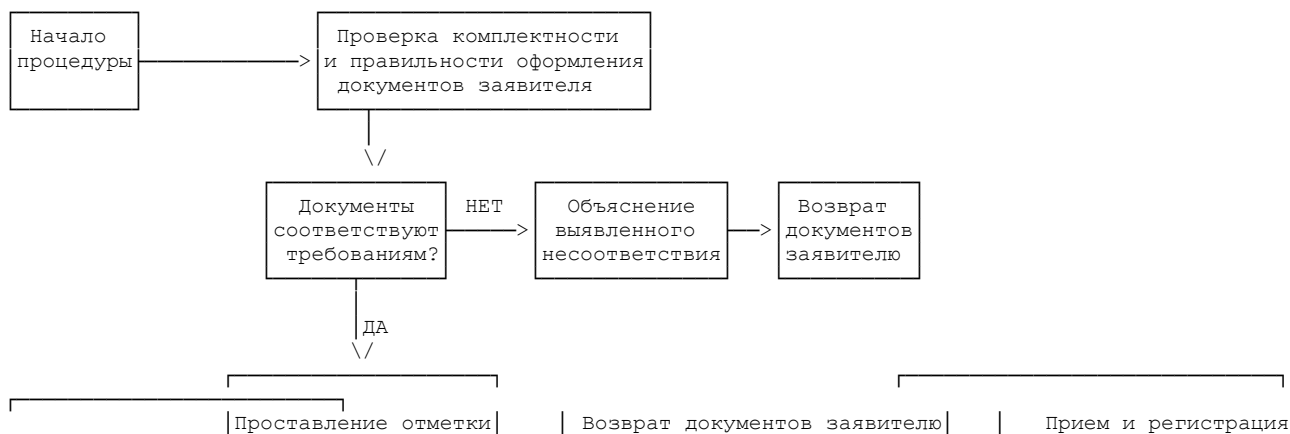 Начало
процедуры
Проверка комплектности
и правильности оформления
документов заявителя
Документы
соответствуют
требованиям?
НЕТ
Объяснение
выявленного
несоответствия
Возврат
документов
заявителю
ДА
Проставление отметки
Возврат документов заявителю
Прием и регистрация